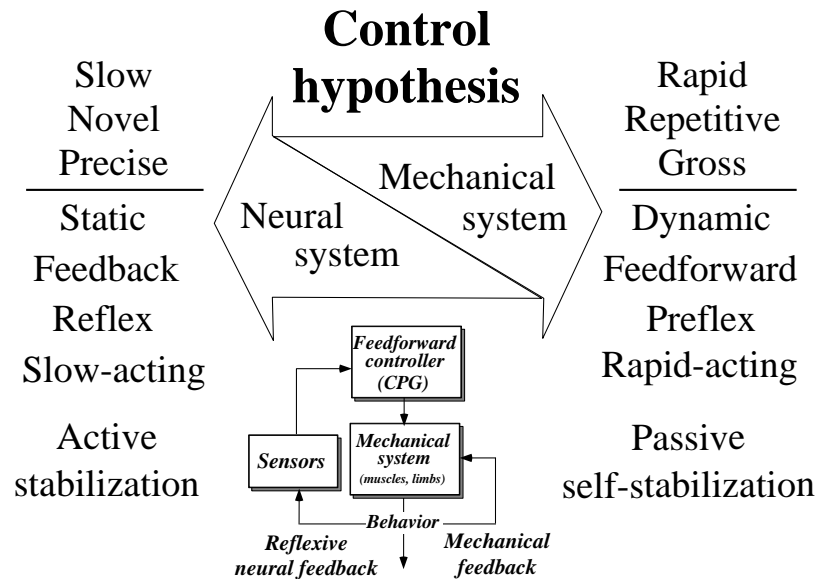 Control
hypothesis
Slow
Novel
Precise
Static
Feedback
Reflex
Slow-acting
Active
stabilization
Neural
system
Mechanical
system
Rapid
Repetitive
Gross
Dynamic
Feedforward
Preflex
Rapid-acting
Passive
self-stabilization
Feedforward
controller
(CPG)
Sensors
Mechanical
system
(muscles, limbs)
Behavior
Reflexive
neural feedback
Mechanical
feedback